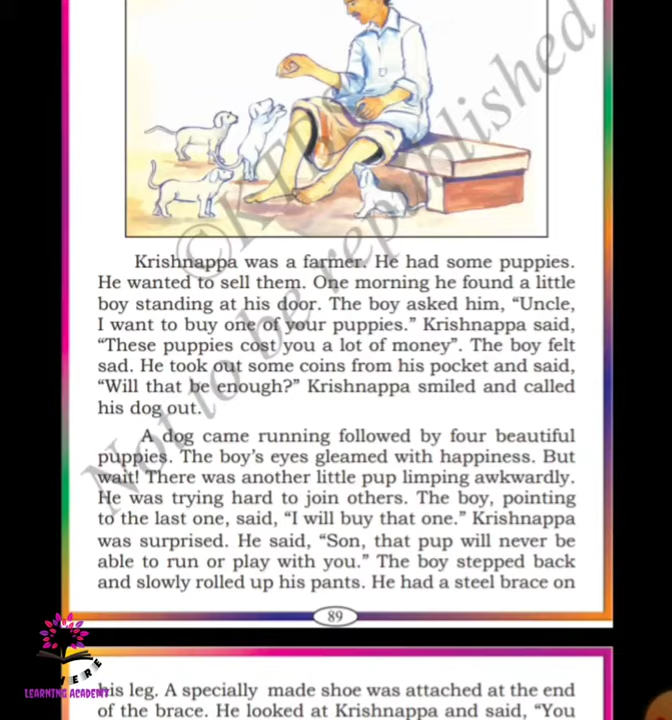 Krishnappa was a farmer. He had some puppies.
He wanted to sell them. One morning he found a little
boy standing at his door. The boy asked him, “Uncle,
I want to buy one of your puppies.” Krishnappa said,
“These puppies cost you a lot of money”. The boy felt
sad. He took out some coins from his pocket and said,
“Will that be enough?” Krishnappa smiled and called
his dog out.
A dog came running followed by four beautiful
puppies. The boy’s eyes gleamed with happiness. But
wait! There was another little pup limping awkwardly.
He was trying hard to join others. The boy, pointing
to the last one, said, “I will buy that one.” Krishnappa
was surprised. He said, “Son, that pup will never be
able to run or play with you.” The boy stepped back
and slowly rolled up his pants. He had a steel brace on
89
his leg. A specially made shoe was attached at the end
of the brace. He looked at Krishnappa and said, “You
LEARNING ACADEMY
Not to be republished